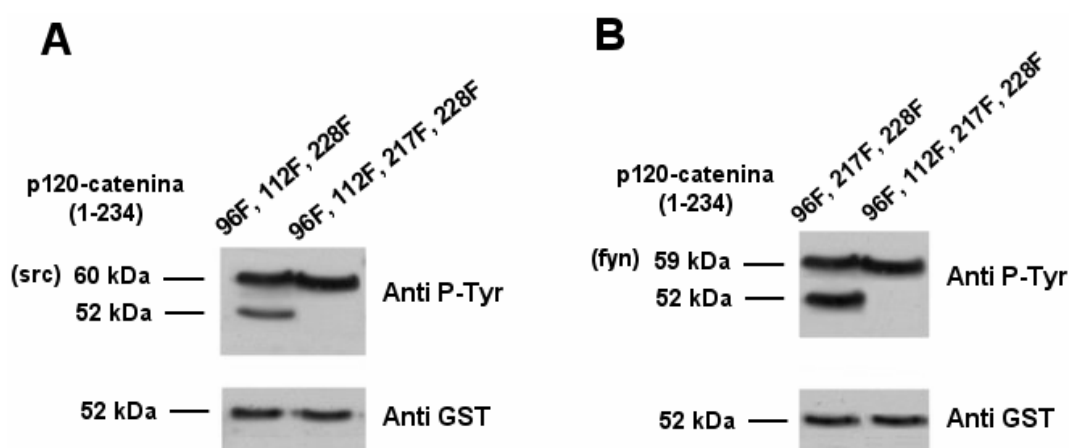 A
96F, 112F, 228F
96F, 112F, 217F, 228F
p120-catenina
(1-234)
(src) 60 kDa
52 kDa
Anti P-Tyr
52 kDa
Anti GST
B
96F, 217F, 228F
96F, 112F, 217F, 228F
p120-catenina
(1-234)
(fyn) 59 kDa
52 kDa
Anti P-Tyr
52 kDa
Anti GST